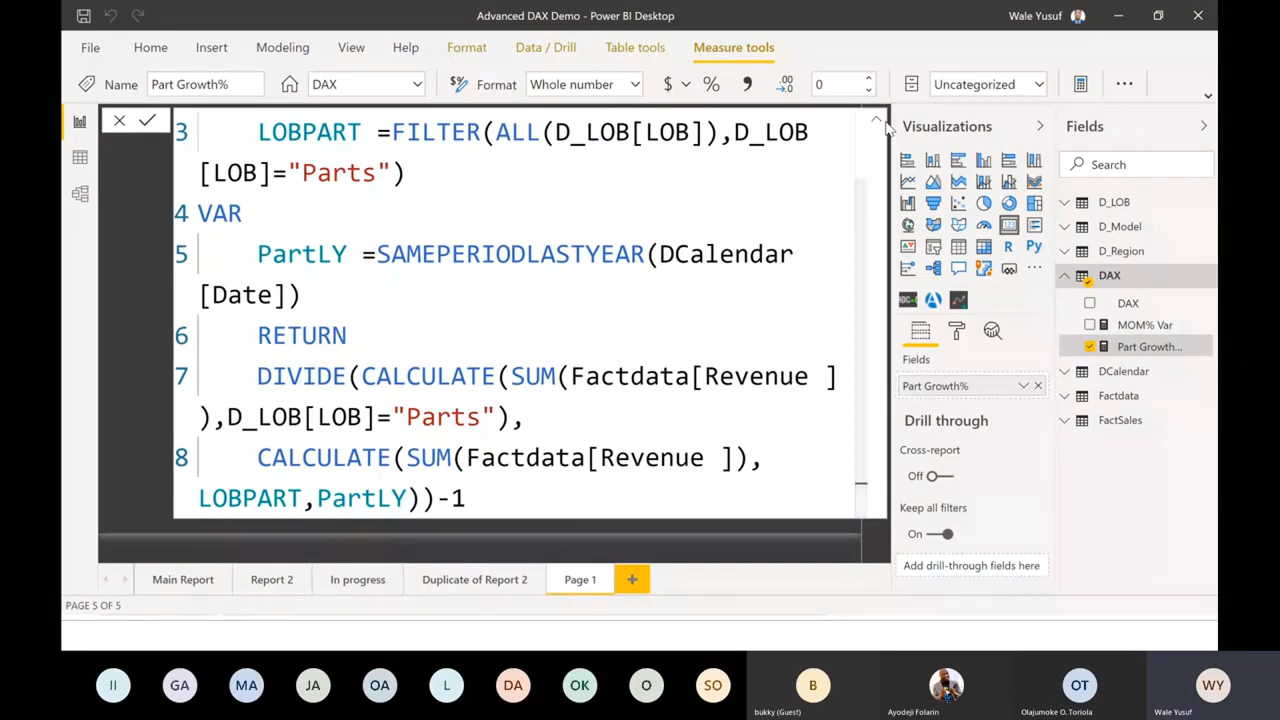 Advanced DAX Demo - Power BI Desktop
Wale Yusuf
File Home Insert Modeling View Help Format Data / Drill Table tools Measure tools
Name Part Growth% DAX Format Whole number $ % , .00 0 Uncategorized
3 LOBPART =FILTER(ALL(D_LOB[LOB]),D_LOB
[LOB]="Parts")
4 VAR
5 PartLY =SAMEPERIODLASTYEAR(DCalendar
[Date])
6 RETURN
7 DIVIDE(CALCULATE(SUM(Factdata[Revenue ]
),D_LOB[LOB]="Parts"),
8 CALCULATE(SUM(Factdata[Revenue ]),
LOBPART,PartLY))-1
Visualizations
R Py
Fields
Part Growth%
Drill through
Cross-report
Off
Keep all filters
On
Add drill-through fields here
Fields
Search
D_LOB
D_Model
D_Region
DAX
DAX
MOM% Var
Part Growth...
DCalendar
Factdata
FactSales
Main Report Report 2 In progress Duplicate of Report 2 Page 1
PAGE 5 OF 5
II GA MA JA OA L DA OK O SO B OT WY
bukky (Guest) Ayodeji Folarin Olajumoke O. Toriola Wale Yusuf